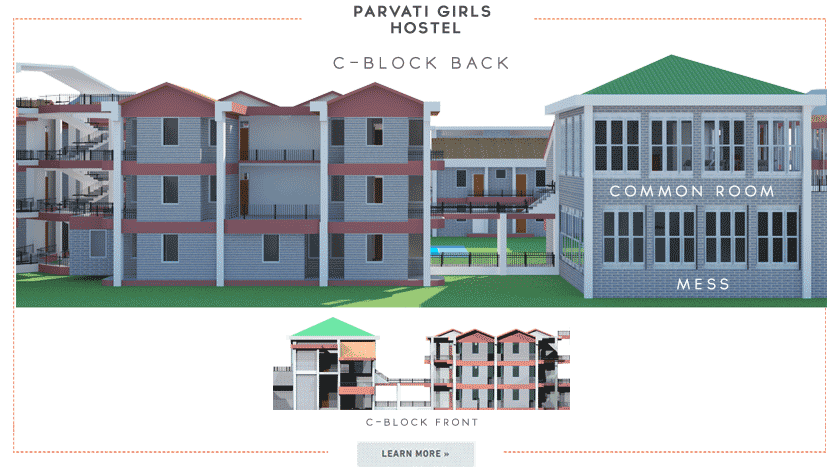 PARVATI GIRLS
HOSTEL
C-BLOCK BACK
COMMON ROOM
MESS
C-BLOCK FRONT
LEARN MORE »